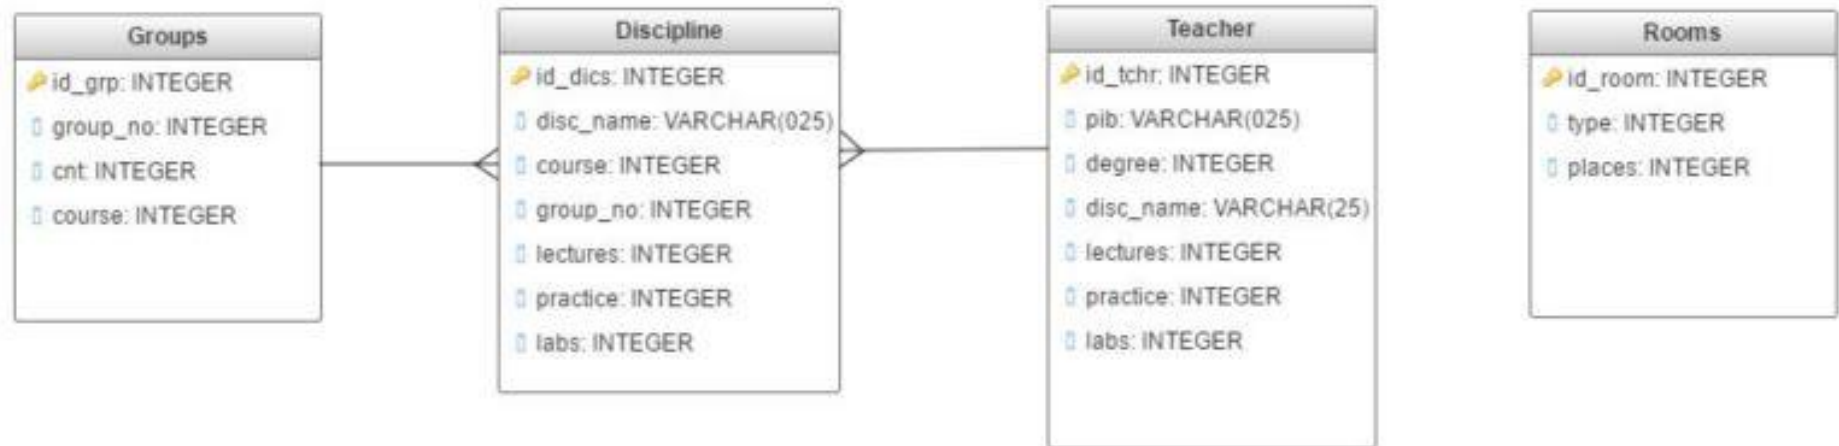 Groups
id_grp: INTEGER
group_no: INTEGER
cnt: INTEGER
course: INTEGER
Discipline
id_dics: INTEGER
disc_name: VARCHAR(025)
course: INTEGER
group_no: INTEGER
lectures: INTEGER
practice: INTEGER
labs: INTEGER
Teacher
id_tchr: INTEGER
pib: VARCHAR(025)
degree: INTEGER
disc_name: VARCHAR(25)
lectures: INTEGER
practice: INTEGER
labs: INTEGER
Rooms
id_room: INTEGER
type: INTEGER
places: INTEGER